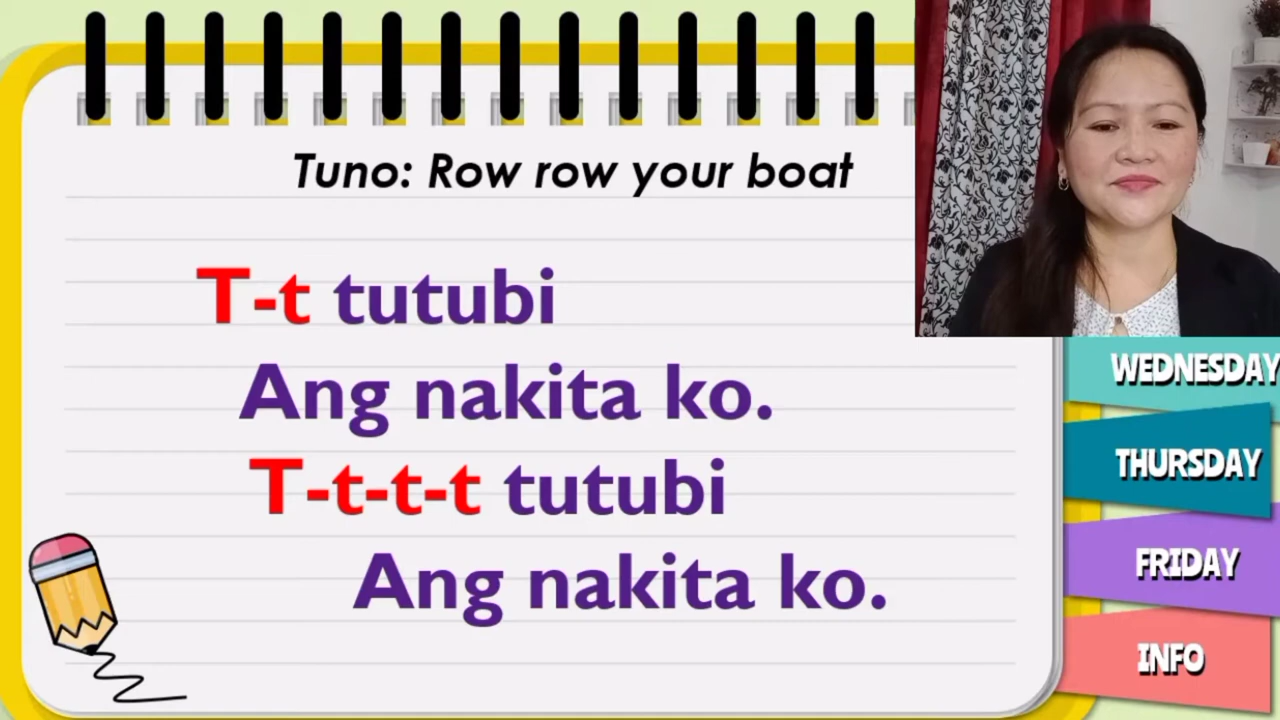 Tuno: Row row your boat
T-t tutubi
Ang nakita ko.
T-t-t-t tutubi
Ang nakita ko.
WEDNESDAY
THURSDAY
FRIDAY
INFO